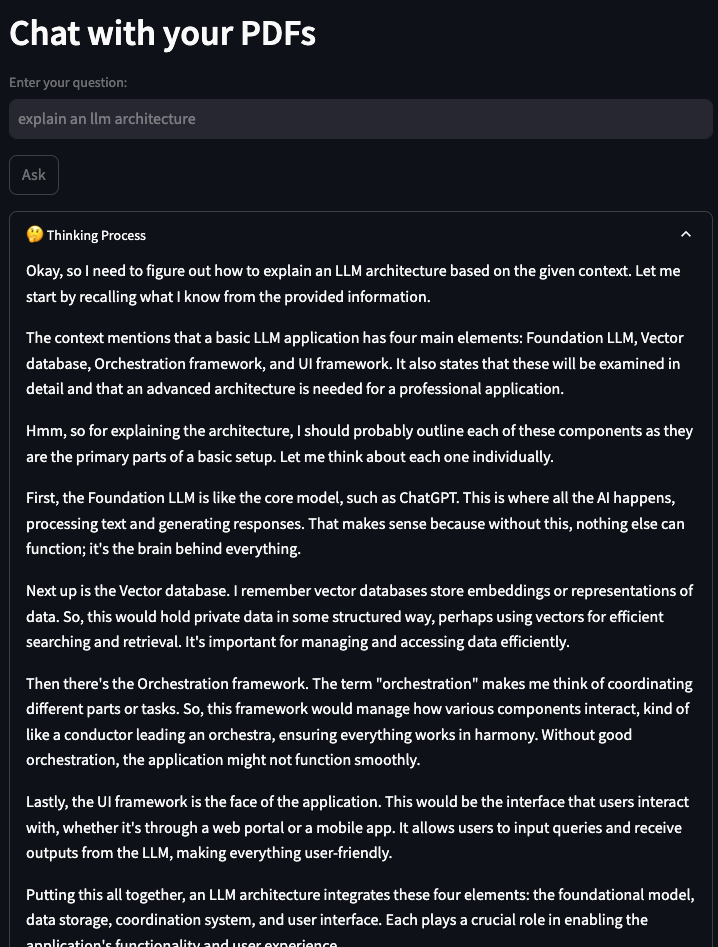 Chat with your PDFs
Enter your question:
explain an llm architecture
Ask
🤔 Thinking Process
Okay, so I need to figure out how to explain an LLM architecture based on the given context. Let me
start by recalling what I know from the provided information.
The context mentions that a basic LLM application has four main elements: Foundation LLM, Vector
database, Orchestration framework, and UI framework. It also states that these will be examined in
detail and that an advanced architecture is needed for a professional application.
Hmm, so for explaining the architecture, I should probably outline each of these components as they
are the primary parts of a basic setup. Let me think about each one individually.
First, the Foundation LLM is like the core model, such as ChatGPT. This is where all the AI happens,
processing text and generating responses. That makes sense because without this, nothing else can
function; it's the brain behind everything.
Next up is the Vector database. I remember vector databases store embeddings or representations of
data. So, this would hold private data in some structured way, perhaps using vectors for efficient
searching and retrieval. It's important for managing and accessing data efficiently.
Then there's the Orchestration framework. The term "orchestration" makes me think of coordinating
different parts or tasks. So, this framework would manage how various components interact, kind of
like a conductor leading an orchestra, ensuring everything works in harmony. Without good
orchestration, the application might not function smoothly.
Lastly, the UI framework is the face of the application. This would be the interface that users interact
with, whether it's through a web portal or a mobile app. It allows users to input queries and receive
outputs from the LLM, making everything user-friendly.
Putting this all together, an LLM architecture integrates these four elements: the foundational model,
data storage, coordination system, and user interface. Each plays a crucial role in enabling the
application's functionality and user experience.